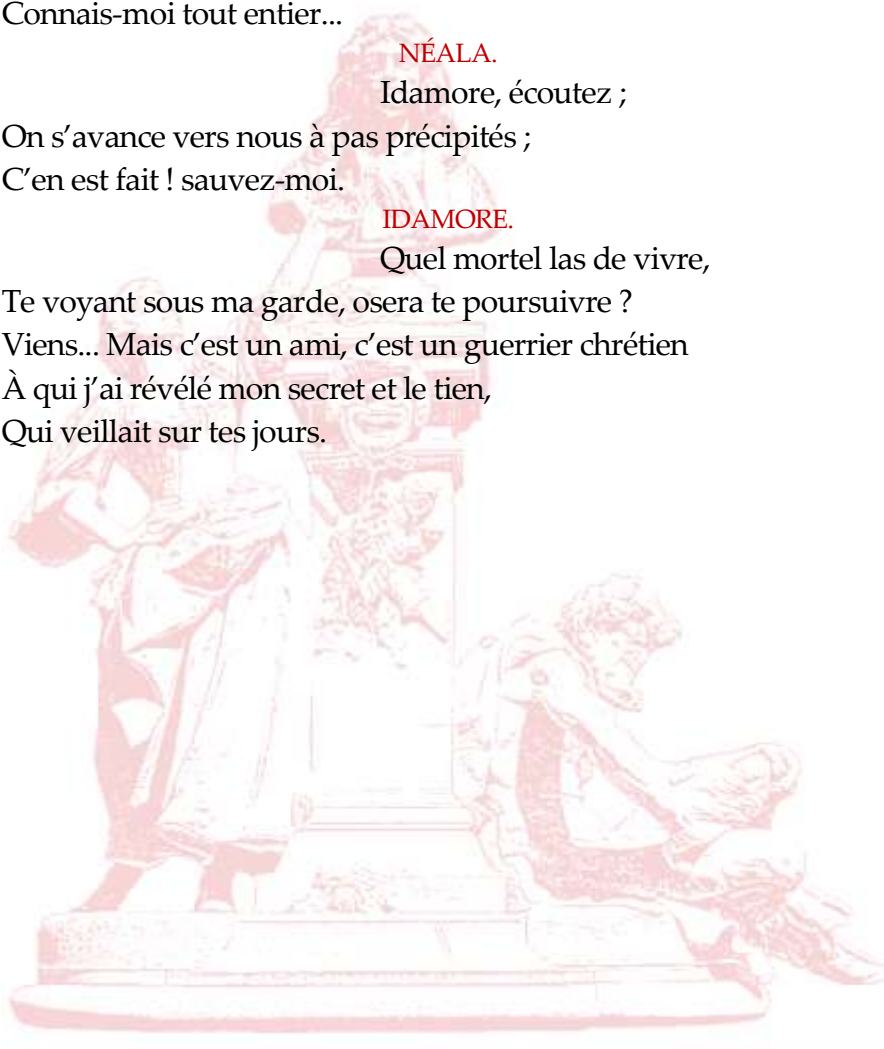 Connais-moi tout entier...
NÉALA.
Idamore, écoutez ;
On s’avance vers nous à pas précipités ;
C’en est fait ! sauvez-moi.
IDAMORE.
Quel mortel las de vivre,
Te voyant sous ma garde, osera te poursuivre ?
Viens... Mais c’est un ami, c’est un guerrier chrétien
À qui j’ai révélé mon secret et le tien,
Qui veillait sur tes jours.